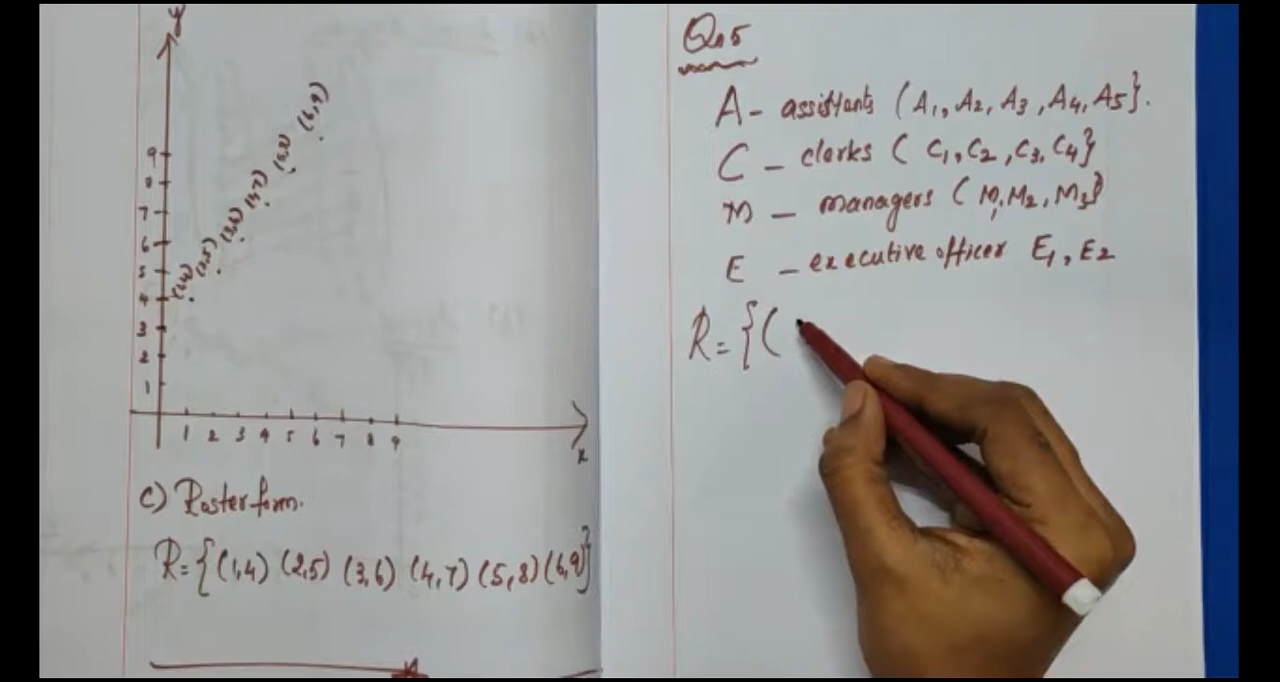 y
(6,9)
(5,8)
(4,7)
(3,6)
(2,5)
(1,4)
9
8
7
6
5
4
3
2
1
1 2 3 4 5 6 7 8 9
x
c) Roster form.
R = {(1,4) (2,5) (3,6) (4,7) (5,8) (6,9)}
Qn5
A - assistants (A1, A2, A3, A4, A5}.
C - clerks ( C1, C2, C3, C4}
M - managers ( M1, M2, M3}
E - executive officer E1, E2
R = {(